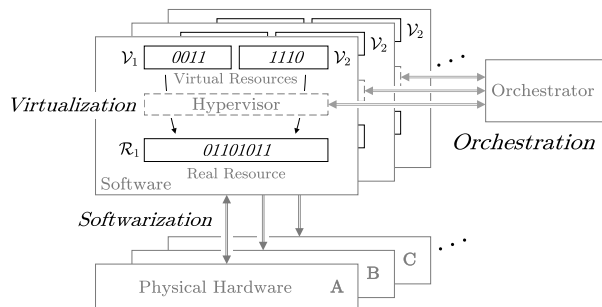 𝒱₂
𝒱₂
𝒱₁ 0011 1110 𝒱₂
Virtual Resources
Virtualization
Hypervisor
Orchestrator
Orchestration
ℛ₁ 01101011
Real Resource
Software
Softwarization
C
B
Physical Hardware A